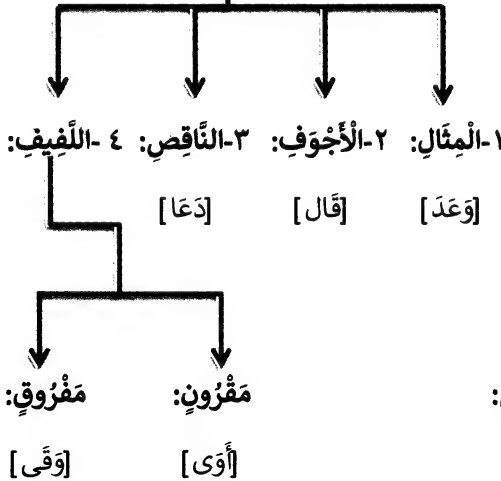 ١-الْمِثَالِ: ٢-الْأَجْوَفِ: ٣-النَّاقِصِ: ٤ -اللَّفِيفِ:
[وَعَدَ] [قَال] [دَعَا]
مَقْرُونٍ: مَفْرُوقٍ:
[أَوَى] [وَقَى]